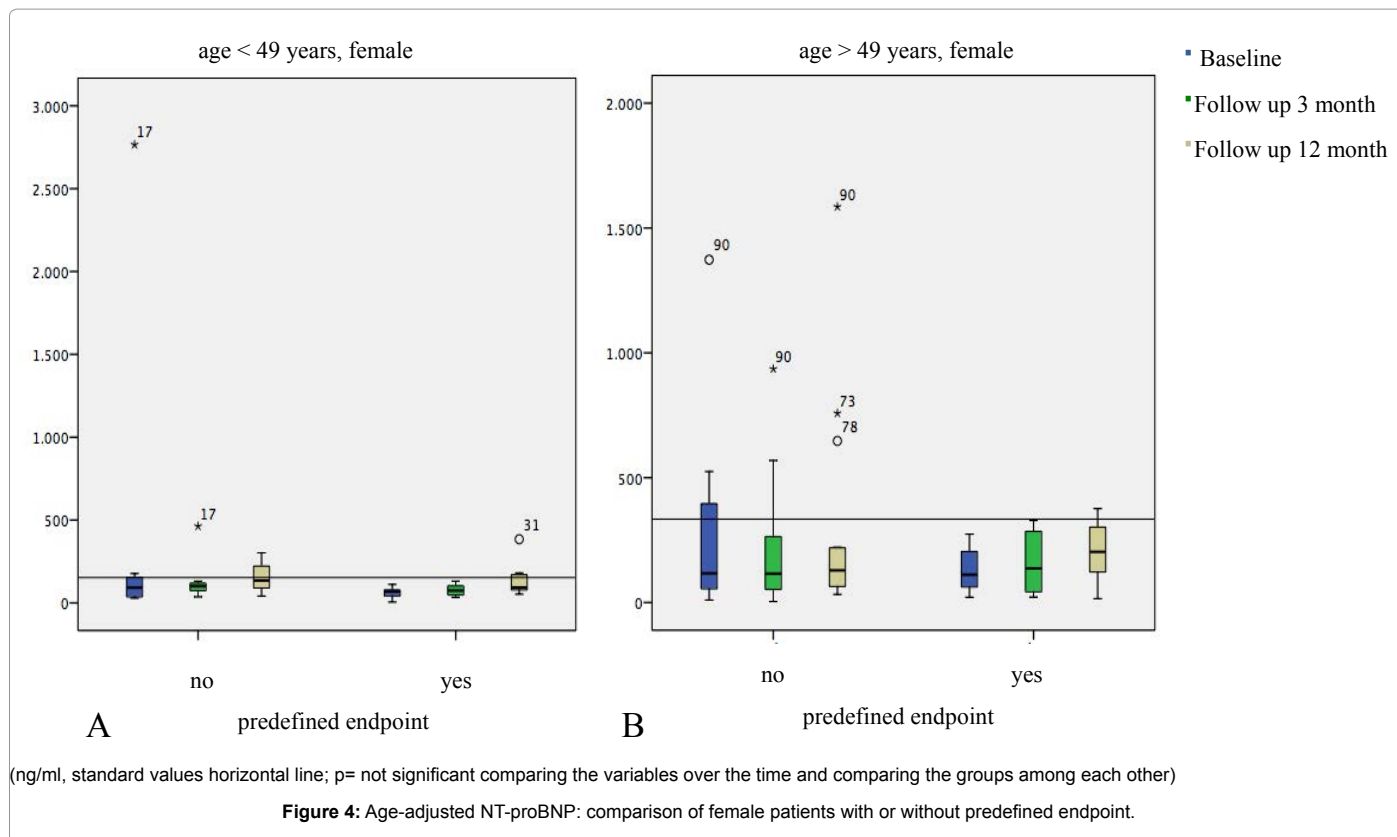 age < 49 years, female
3.000
2.500
2.000
1.500
1.000
500
0
17
17
31
no
yes
A
predefined endpoint
age > 49 years, female
2.000
1.500
1.000
500
0
90
90
90
73
78
no
yes
B
predefined endpoint
Baseline
Follow up 3 month
Follow up 12 month
(ng/ml, standard values horizontal line; p= not significant comparing the variables over the time and comparing the groups among each other)
Figure 4: Age-adjusted NT-proBNP: comparison of female patients with or without predefined endpoint.